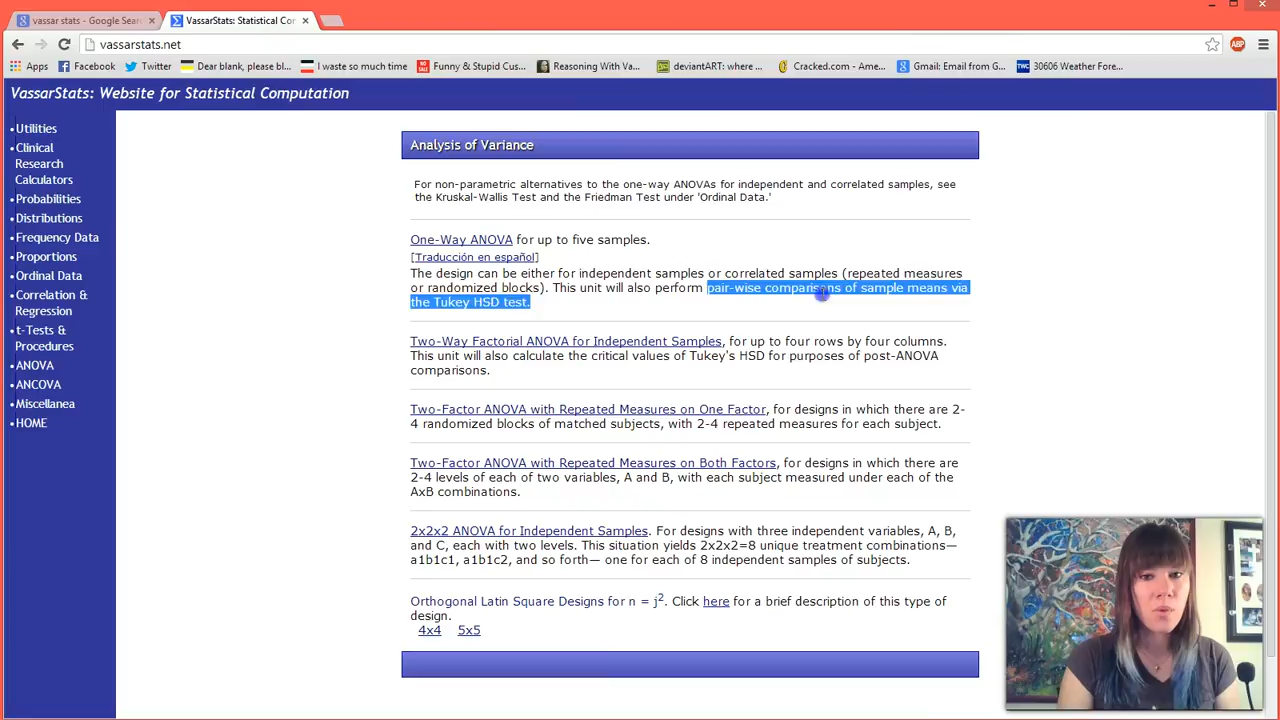 vassar stats - Google Sear
VassarStats: Statistical Co
vassarstats.net
ABP
Apps
Facebook
Twitter
Dear blank, please bl...
I waste so much time
Funny & Stupid Cus...
Reasoning With Va...
deviantART: where ...
Cracked.com - Ame...
Gmail: Email from G...
30606 Weather Fore...
VassarStats: Website for Statistical Computation
Utilities
Clinical
Research
Calculators
Probabilities
Distributions
Frequency Data
Proportions
Ordinal Data
Correlation &
Regression
t-Tests &
Procedures
ANOVA
ANCOVA
Miscellanea
HOME
Analysis of Variance
For non-parametric alternatives to the one-way ANOVAs for independent and correlated samples, see
the Kruskal-Wallis Test and the Friedman Test under 'Ordinal Data.'
One-Way ANOVA for up to five samples.
[Traducción en español]
The design can be either for independent samples or correlated samples (repeated measures
or randomized blocks). This unit will also perform pair-wise comparisons of sample means via
the Tukey HSD test.
Two-Way Factorial ANOVA for Independent Samples, for up to four rows by four columns.
This unit will also calculate the critical values of Tukey's HSD for purposes of post-ANOVA
comparisons.
Two-Factor ANOVA with Repeated Measures on One Factor, for designs in which there are 2-
4 randomized blocks of matched subjects, with 2-4 repeated measures for each subject.
Two-Factor ANOVA with Repeated Measures on Both Factors, for designs in which there are
2-4 levels of each of two variables, A and B, with each subject measured under each of the
AxB combinations.
2x2x2 ANOVA for Independent Samples. For designs with three independent variables, A, B,
and C, each with two levels. This situation yields 2x2x2=8 unique treatment combinations—
a1b1c1, a1b1c2, and so forth— one for each of 8 independent samples of subjects.
Orthogonal Latin Square Designs for n = j2. Click here for a brief description of this type of
design.
4x4 5x5